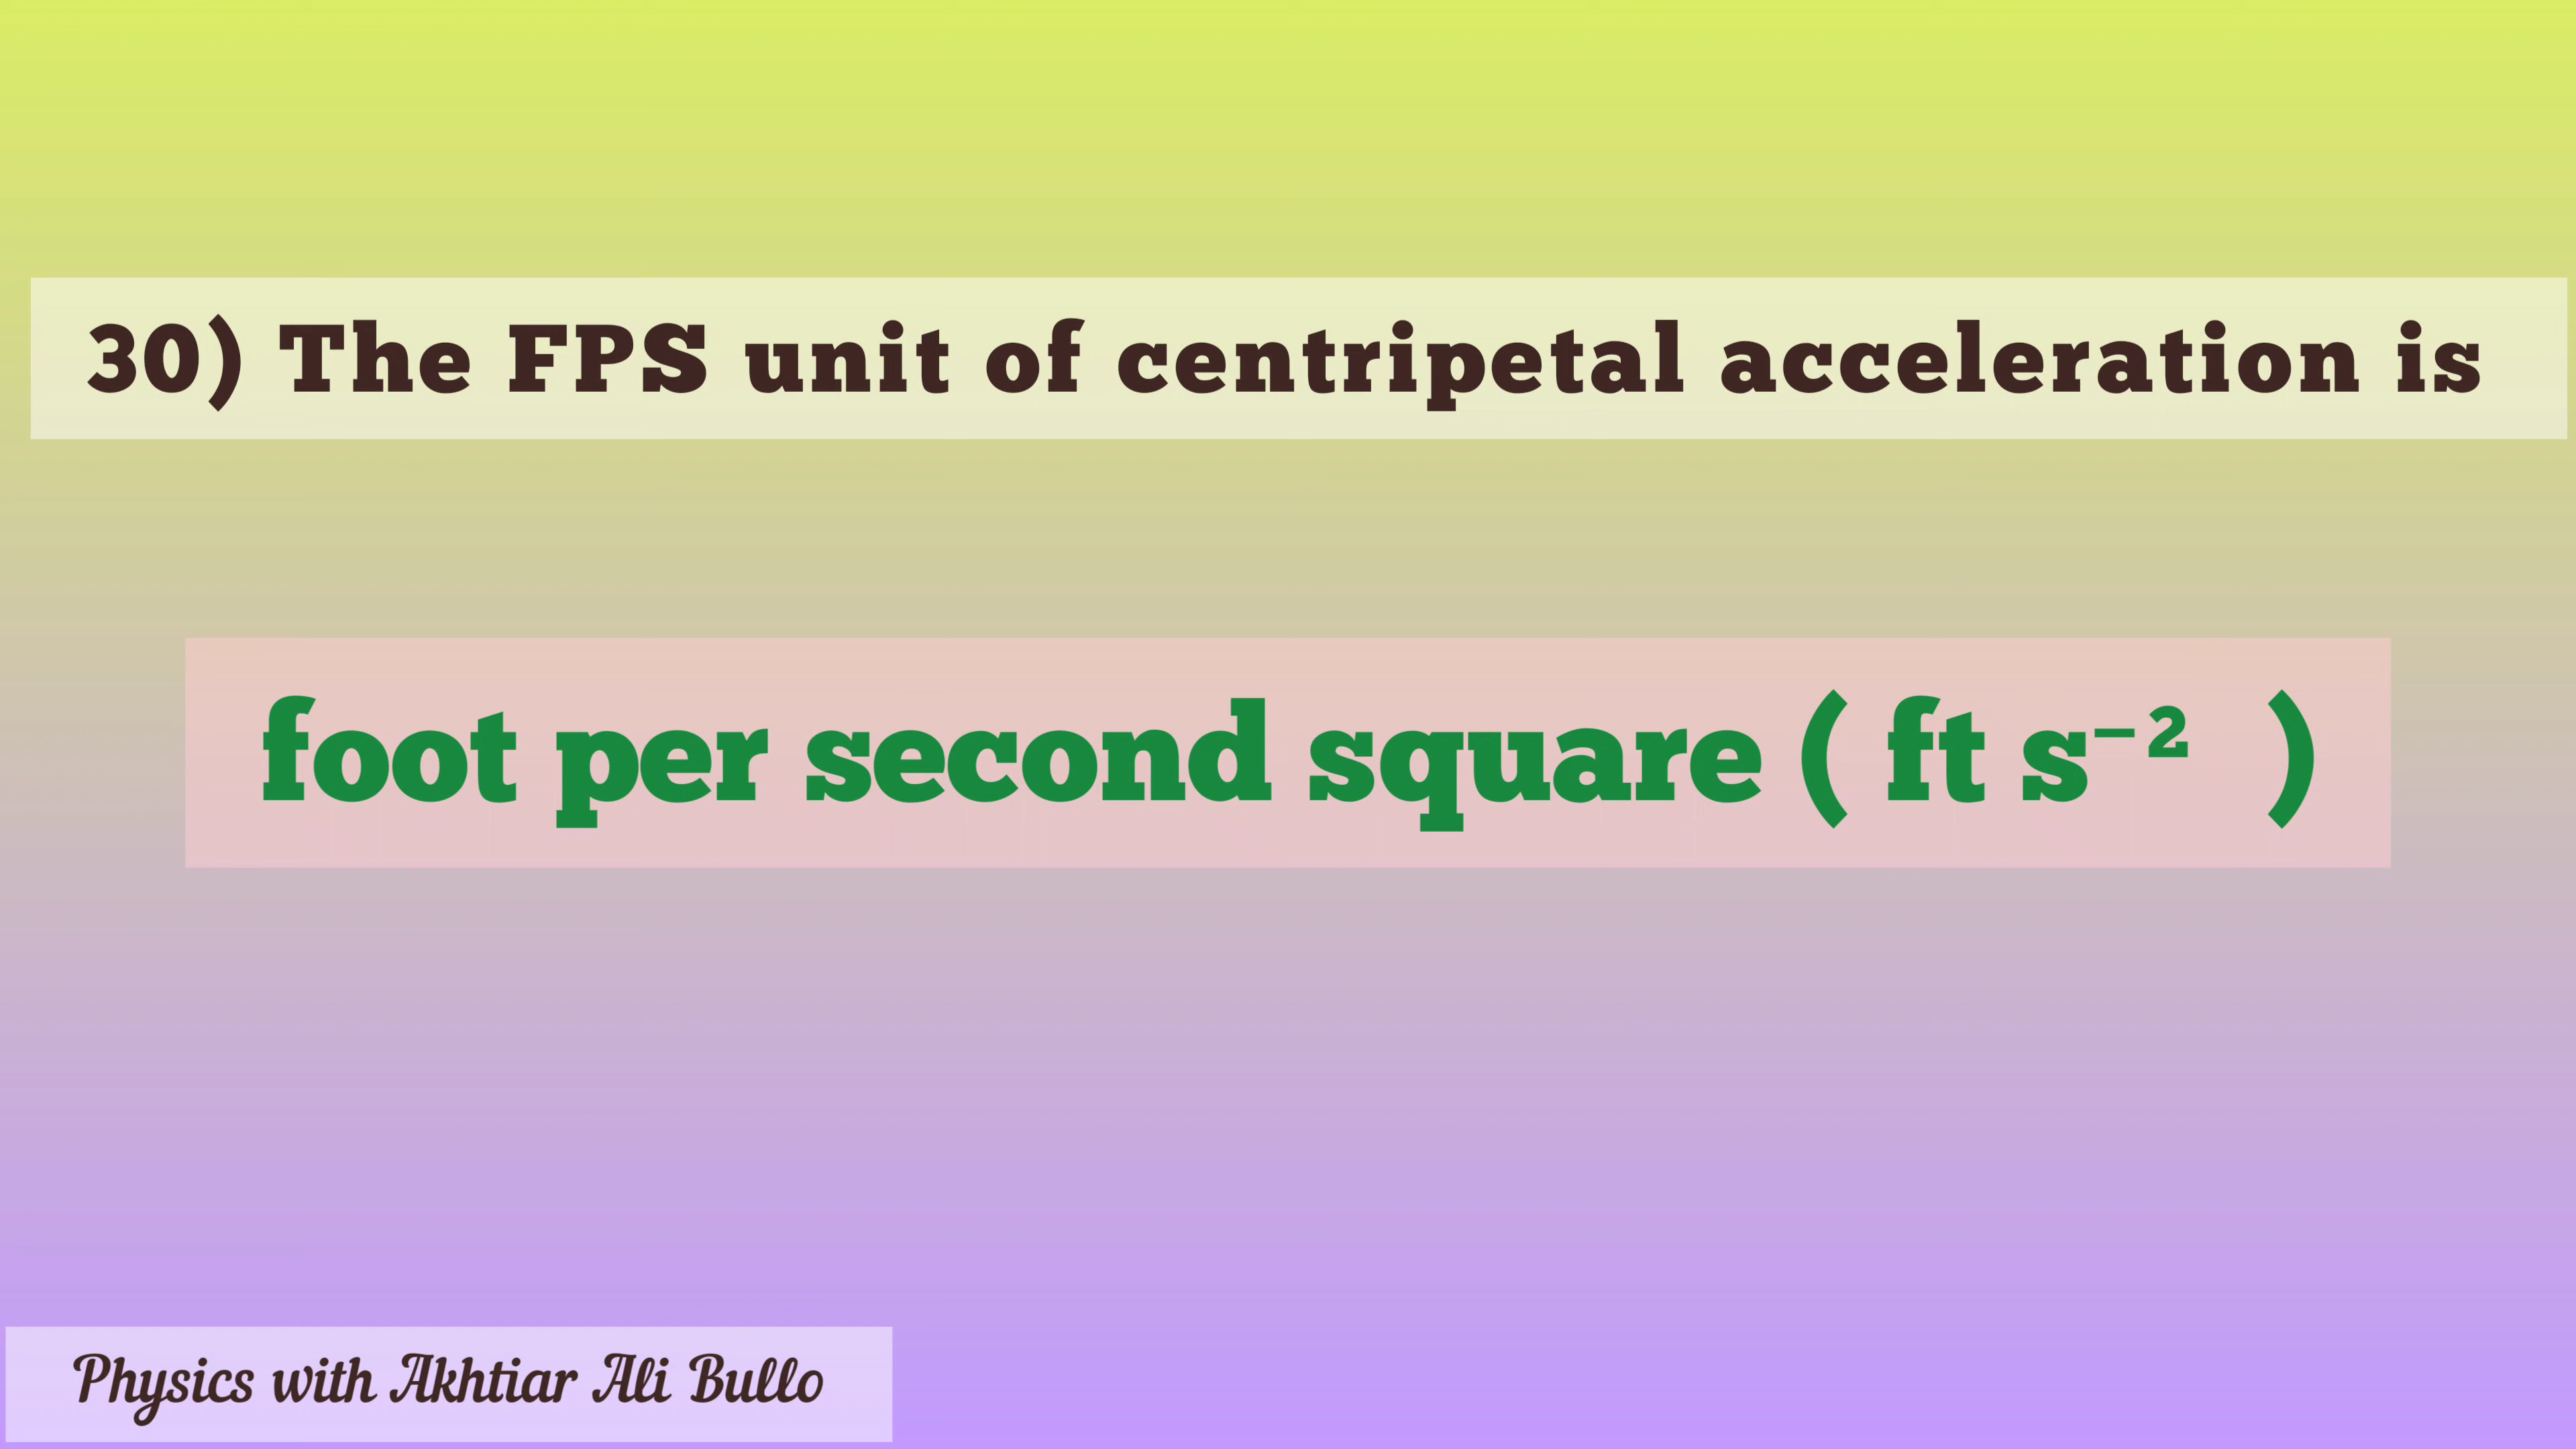 30) The FPS unit of centripetal acceleration is
foot per second square ( ft s⁻² )
Physics with Akhtiar Ali Bullo